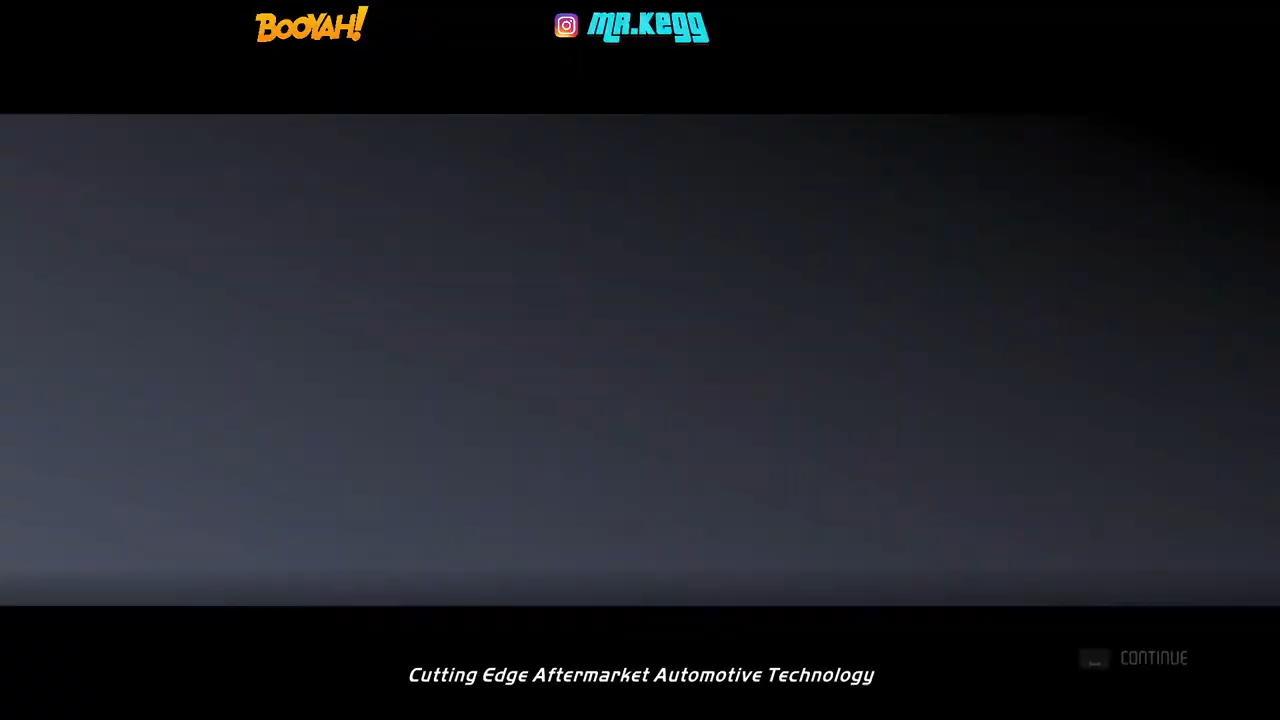 BOOYAH!
MR.Kegg
CONTINUE
Cutting Edge Aftermarket Automotive Technology